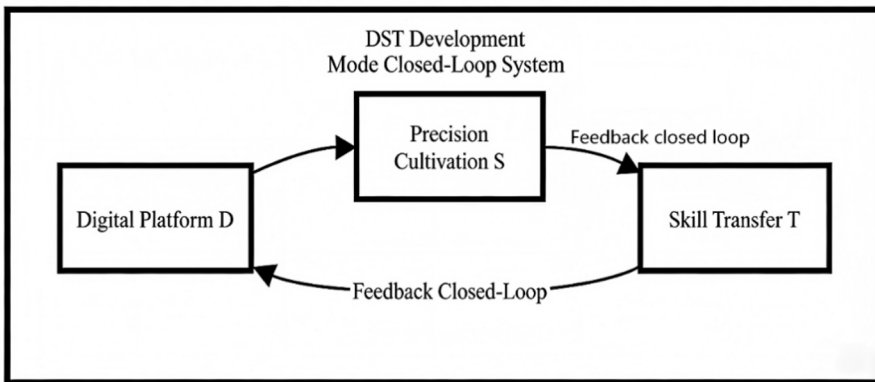 DST Development
Mode Closed-Loop System
Precision
Cultivation S
Feedback closed loop
Digital Platform D
Skill Transfer T
Feedback Closed-Loop